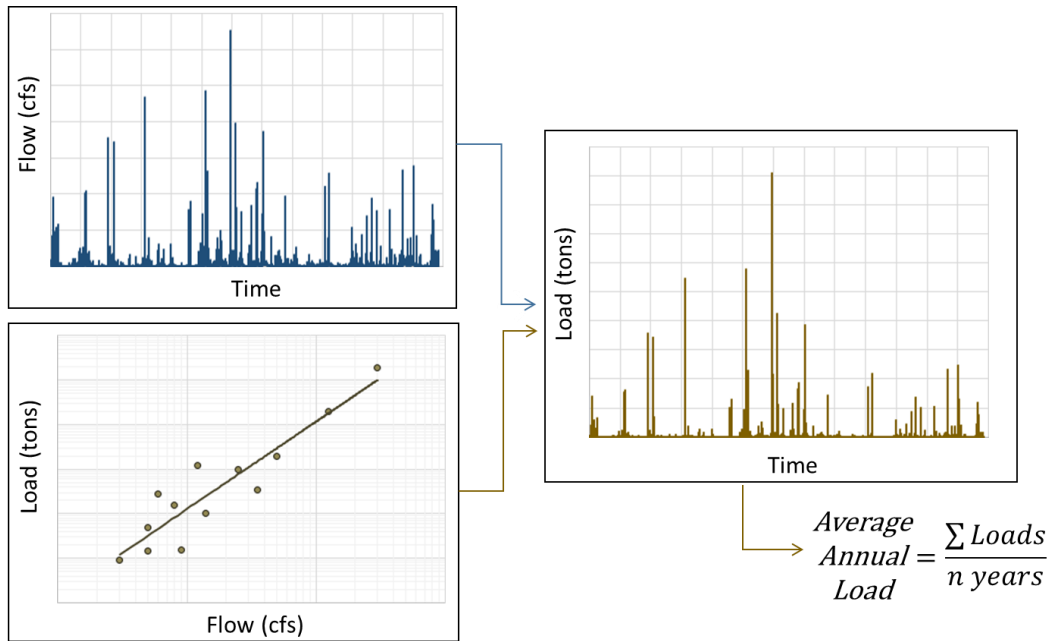 Flow (cfs)
Time
Load (tons)
Flow (cfs)
Load (tons)
Time
Average
Annual
Load
=
∑ Loads
n years